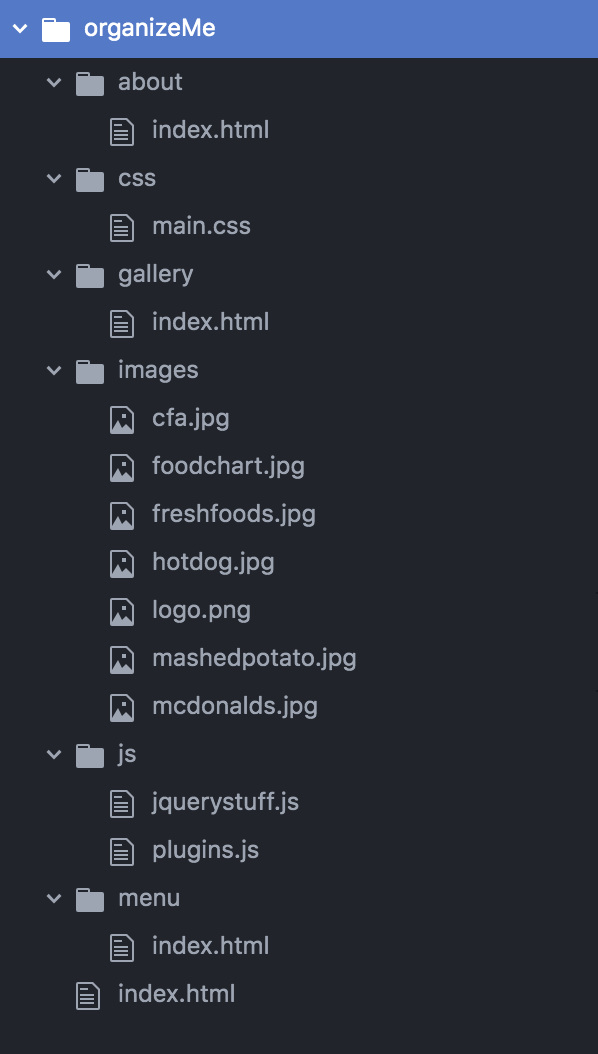 organizeMe
about
index.html
css
main.css
gallery
index.html
images
cfa.jpg
foodchart.jpg
freshfoods.jpg
hotdog.jpg
logo.png
mashedpotato.jpg
mcdonalds.jpg
js
jquerystuff.js
plugins.js
menu
index.html
index.html